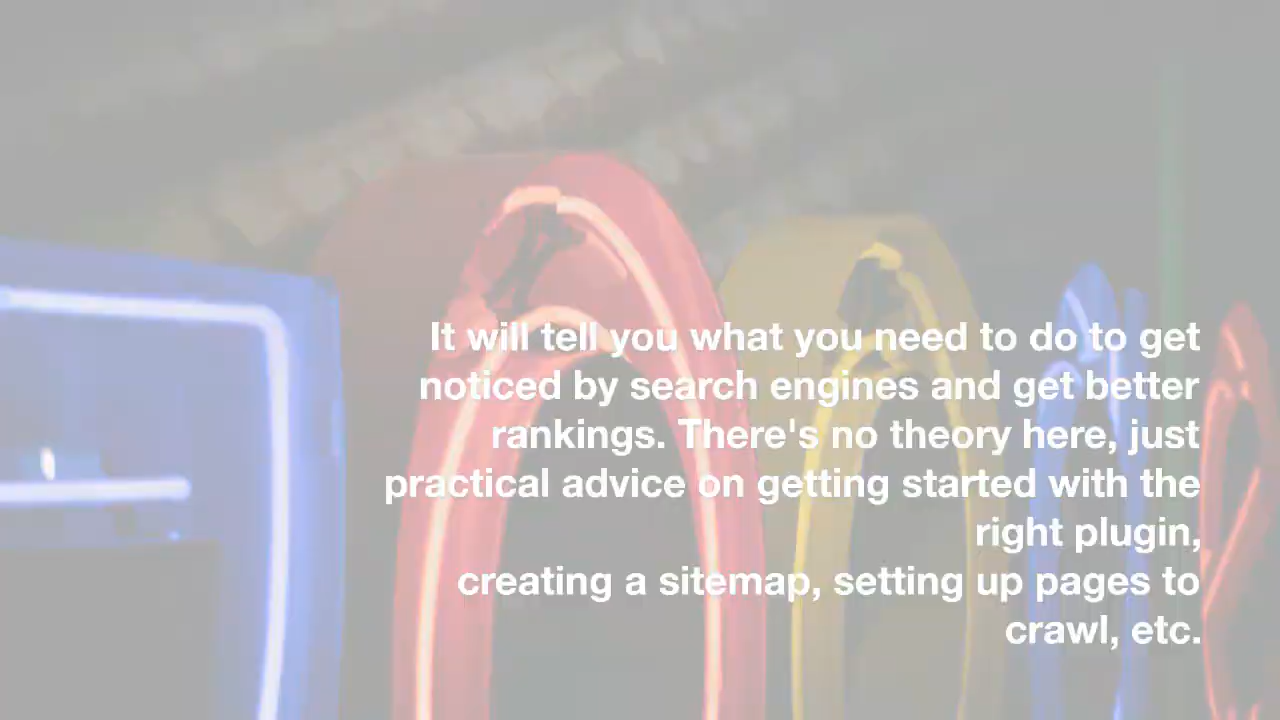 It will tell you what you need to do to get
noticed by search engines and get better
rankings. There's no theory here, just
practical advice on getting started with the
right plugin,
creating a sitemap, setting up pages to
crawl, etc.